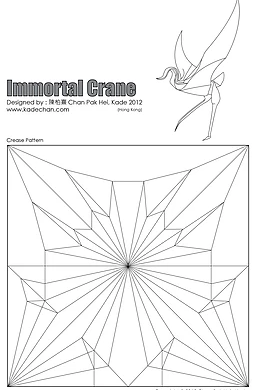 Immortal Crane
Designed by : 陳柏熹 Chan Pak Hei, Kade 2012
www.kadechan.com (Hong Kong)
Crease Pattern